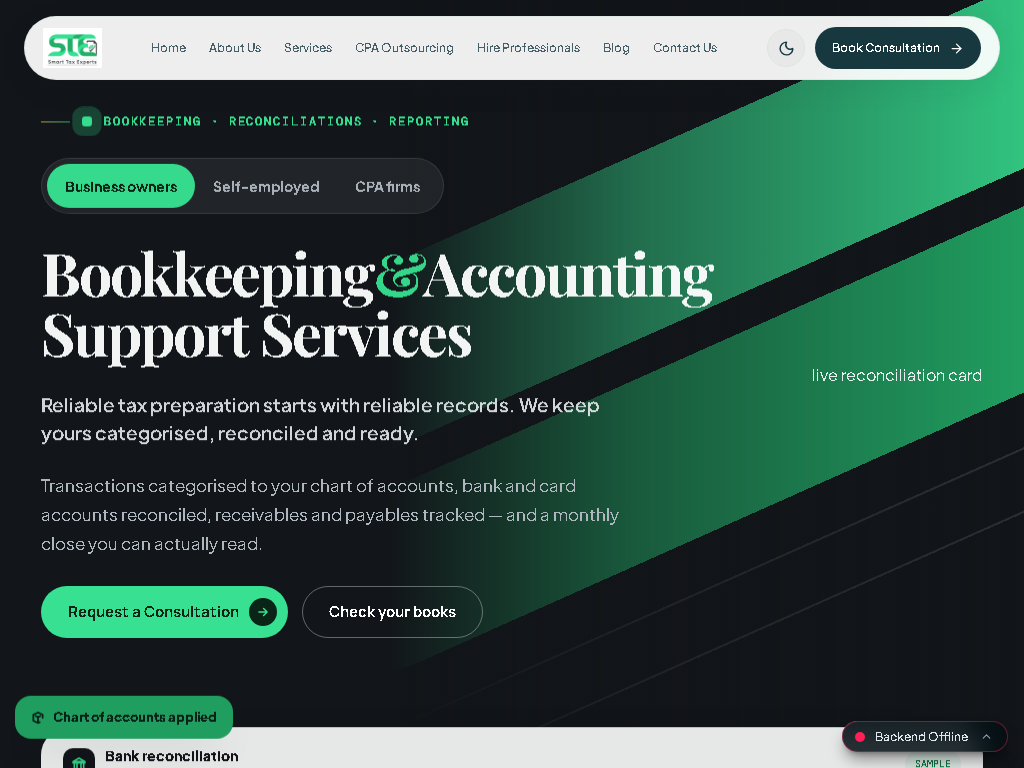 STE
Smart Tax Experts
Home
About Us
Services
CPA Outsourcing
Hire Professionals
Blog
Contact Us
Book Consultation
BOOKKEEPING · RECONCILIATIONS · REPORTING
Business owners
Self-employed
CPA firms
Bookkeeping & Accounting
Support Services
live reconciliation card
Reliable tax preparation starts with reliable records. We keep
yours categorised, reconciled and ready.
Transactions categorised to your chart of accounts, bank and card
accounts reconciled, receivables and payables tracked — and a monthly
close you can actually read.
Request a Consultation
Check your books
Chart of accounts applied
Backend Offline
Bank reconciliation
SAMPLE